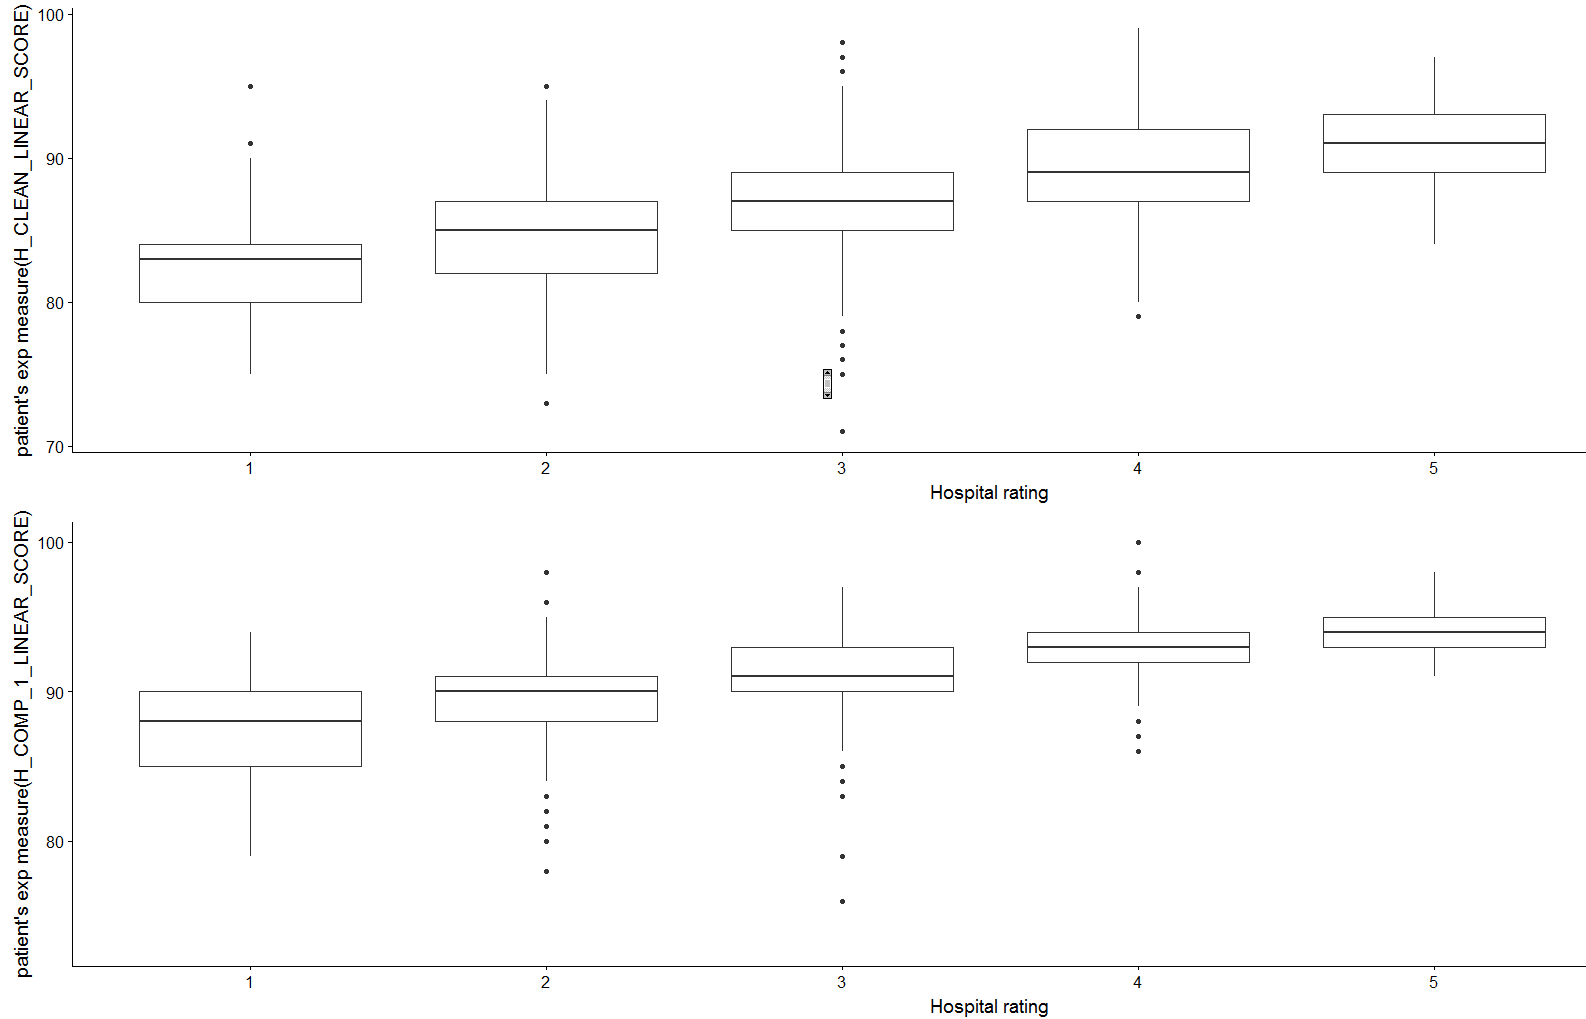 patient's exp measure(H_CLEAN_LINEAR_SCORE)
100
90
80
70
1 2 3 4 5
Hospital rating
patient's exp measure(H_COMP_1_LINEAR_SCORE)
100
90
80
1 2 3 4 5
Hospital rating